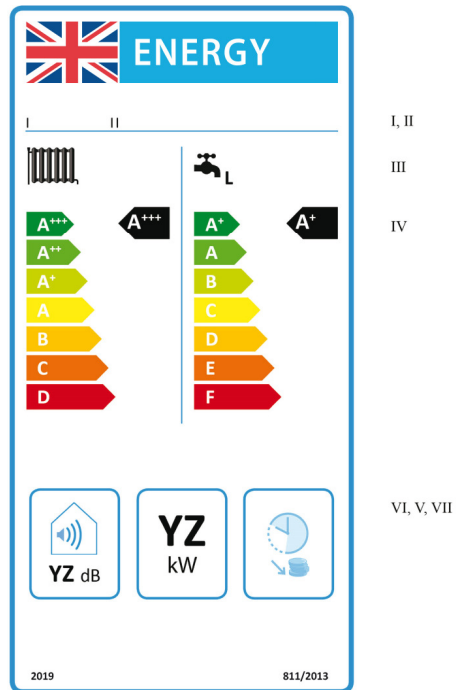 ENERGY
I II
I, II
L
III
A+++ A+++ A+ A+
IV
A++ A
A+ B
A C
B D
C E
D F
VI, V, VII
YZ dB
YZ
kW
2019 811/2013